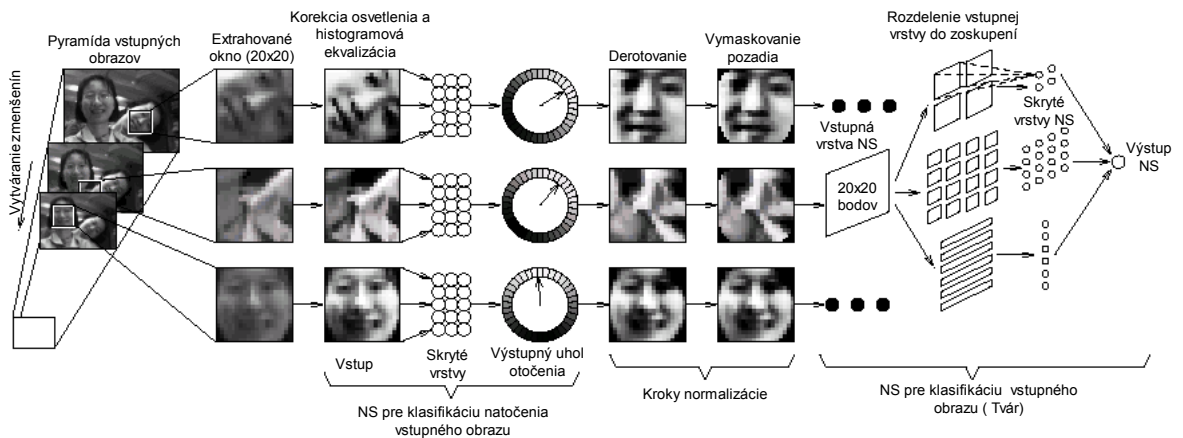 Pyramída vstupných
obrazov
Vytváranie zmenšenín
Extrahované
okno (20x20)
Korekcia osvetlenia a
histogramová
ekvalizácia
Derotovanie
Vymaskovanie
pozadia
Rozdelenie vstupnej
vrstvy do zoskupení
Vstupná
vrstva NS
20x20
bodov
Skryté
vrstvy NS
Výstup
NS
Vstup
Skryté
vrstvy
Výstupný uhol
otočenia
NS pre klasifikáciu natočenia
vstupného obrazu
Kroky normalizácie
NS pre klasifikáciu vstupného
obrazu ( Tvár)